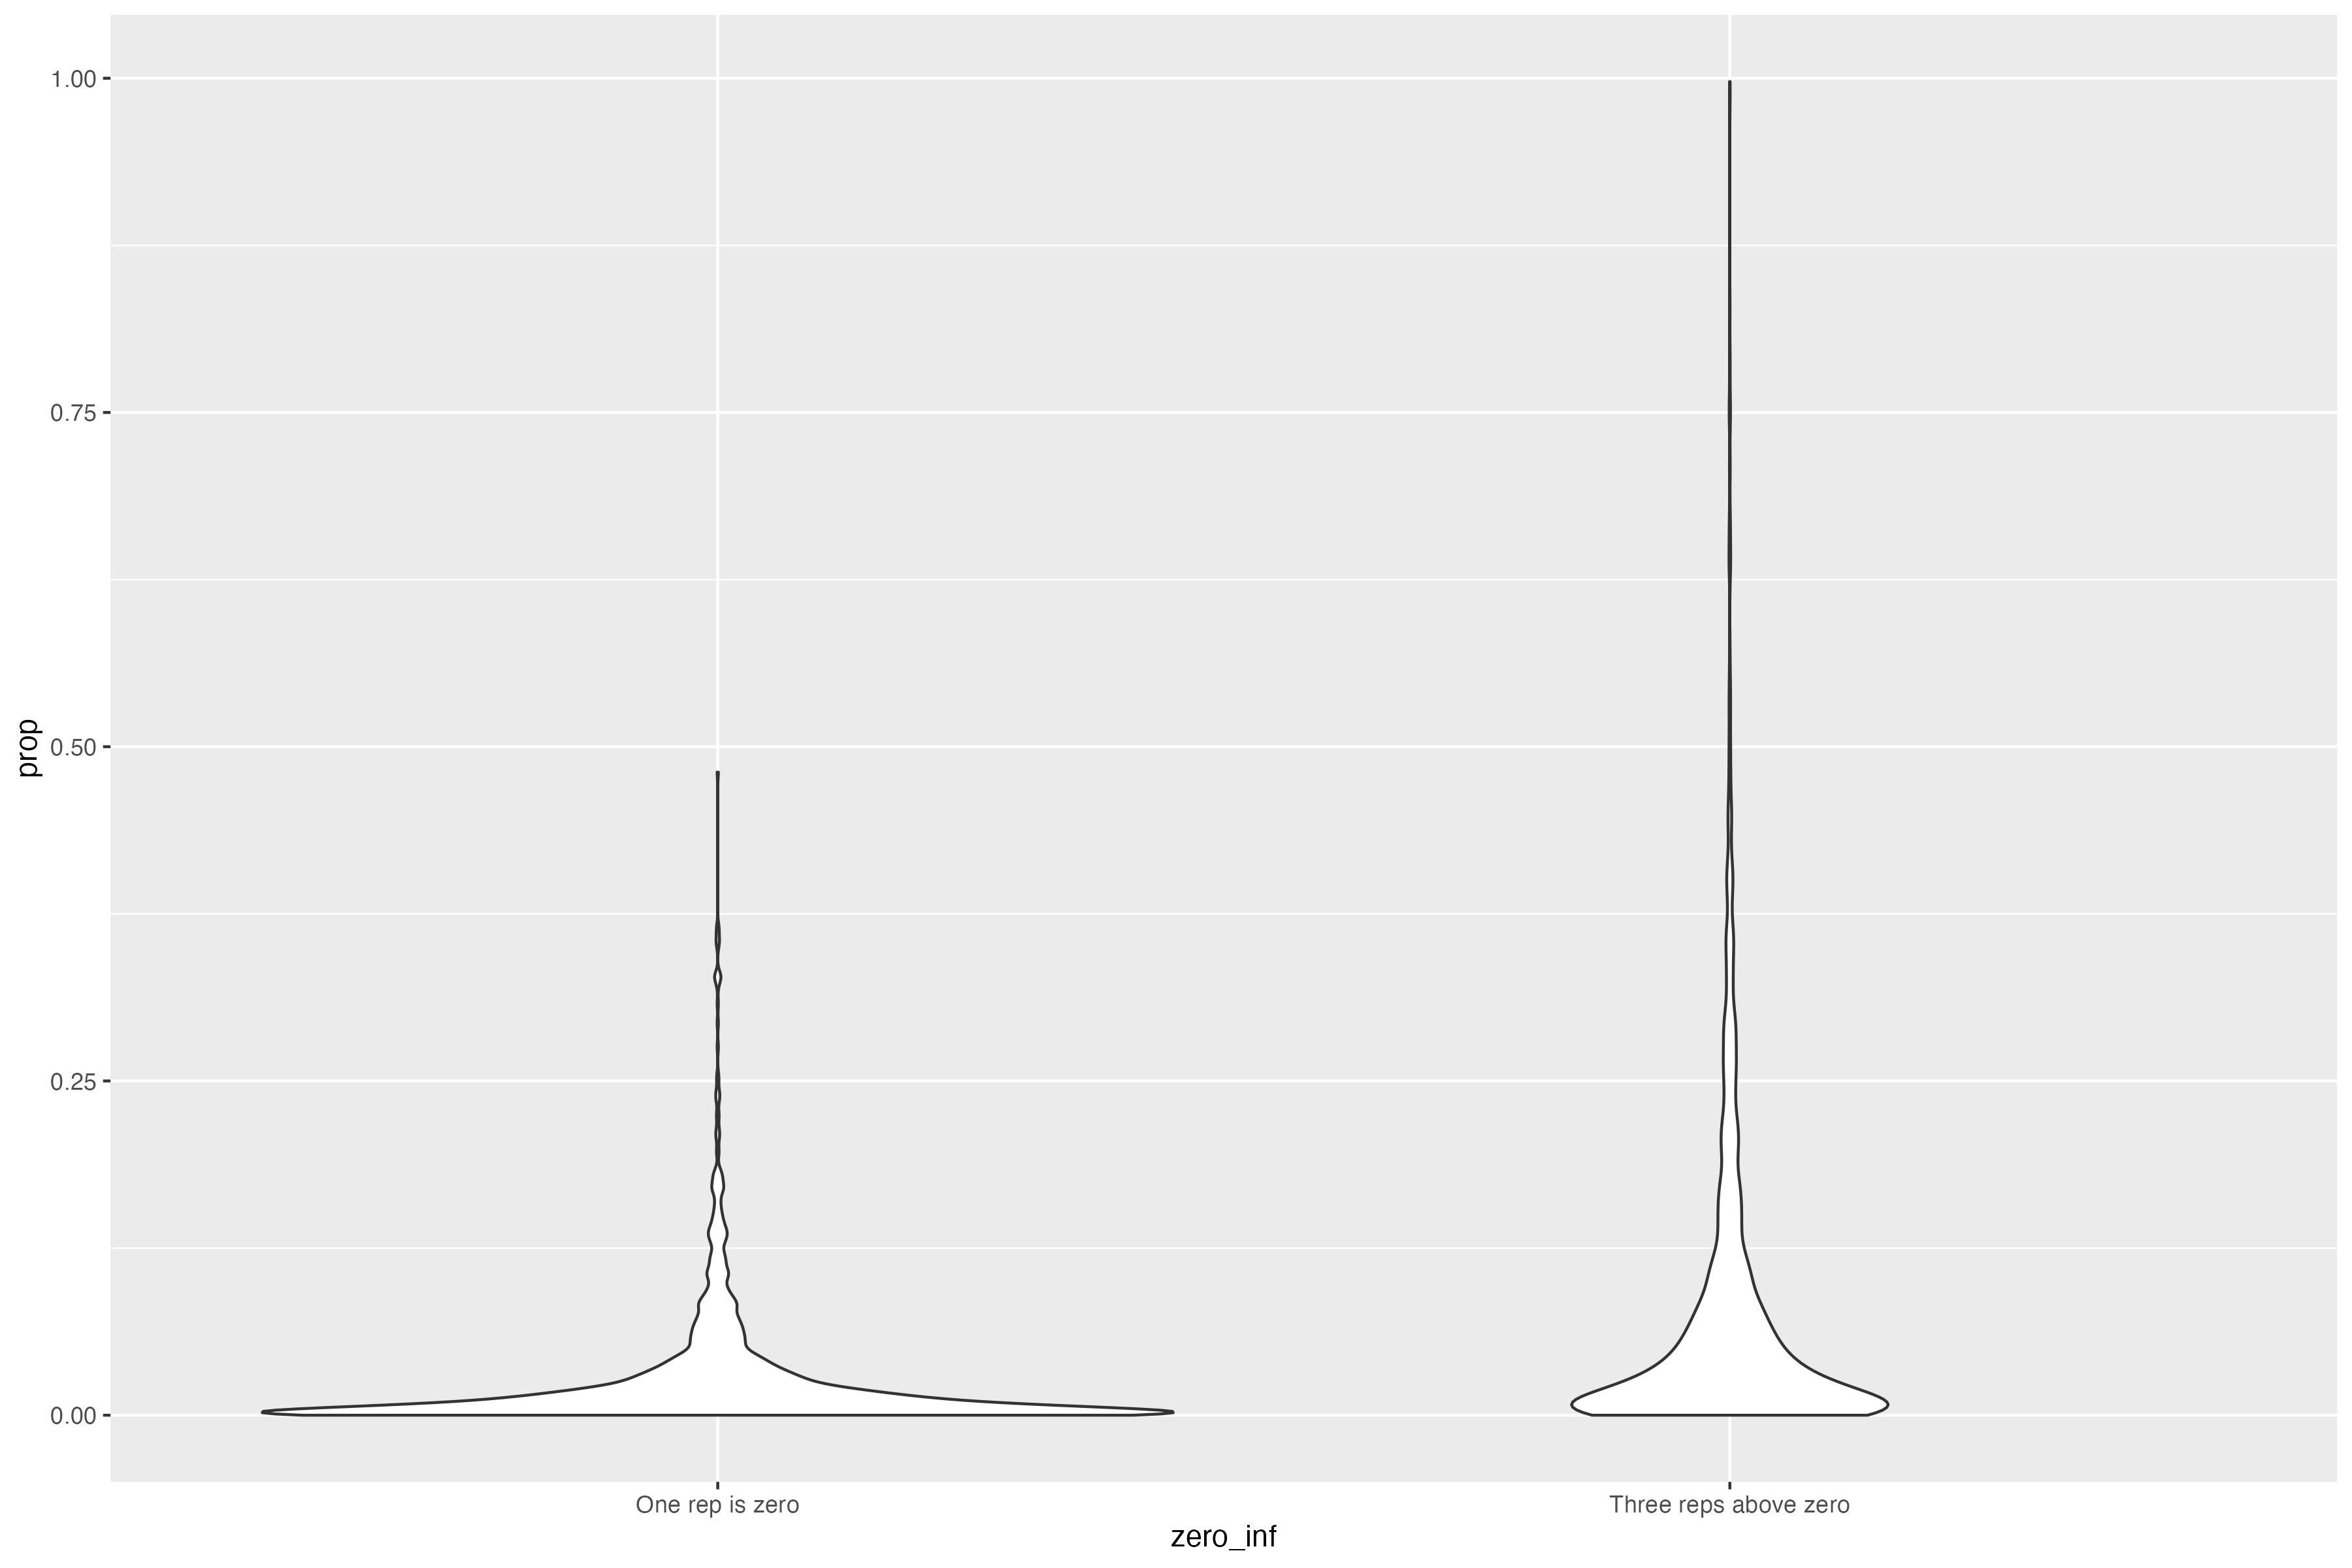 1.00
0.75
0.50
0.25
0.00
prop
One rep is zero
Three reps above zero
zero_inf